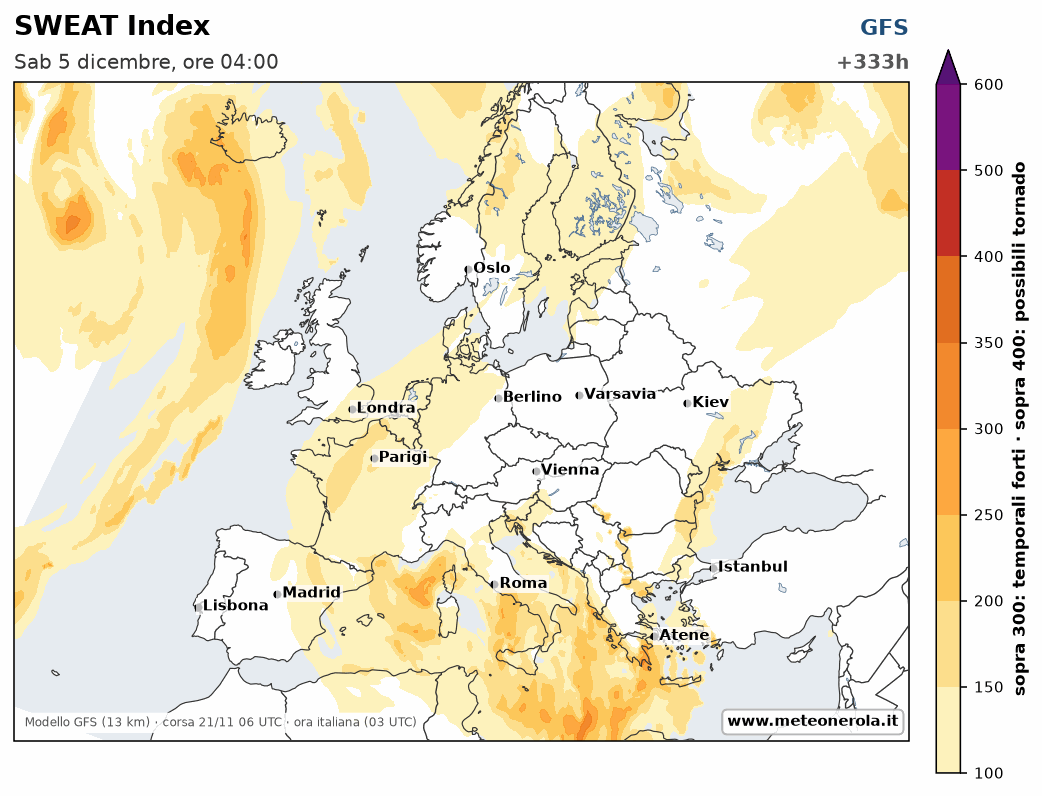 SWEAT Index
GFS
Sab 5 dicembre, ore 04:00
+333h
Oslo
Londra
Berlino
Varsavia
Kiev
Parigi
Vienna
Istanbul
Madrid
Roma
Lisbona
Atene
Modello GFS (13 km) · corsa 21/11 06 UTC · ora italiana (03 UTC)
www.meteonerola.it
600
500
400
350
300
250
200
150
100
sopra 300: temporali forti · sopra 400: possibili tornado